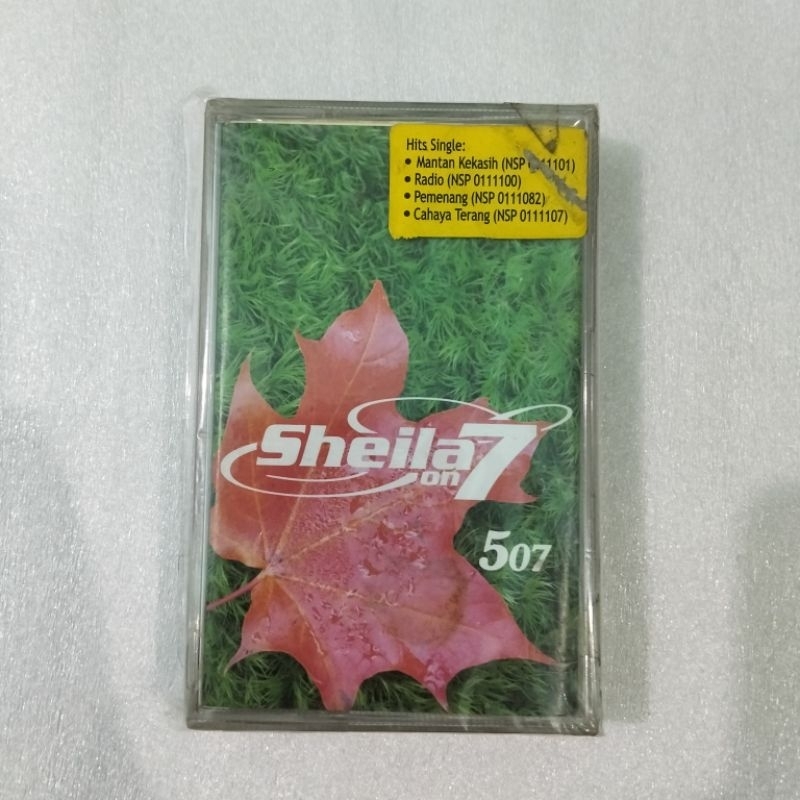 Hits Single:
• Mantan Kekasih (NSP 0111101)
• Radio (NSP 0111100)
• Pemenang (NSP 0111082)
• Cahaya Terang (NSP 0111107)
Sheila
on 7
507